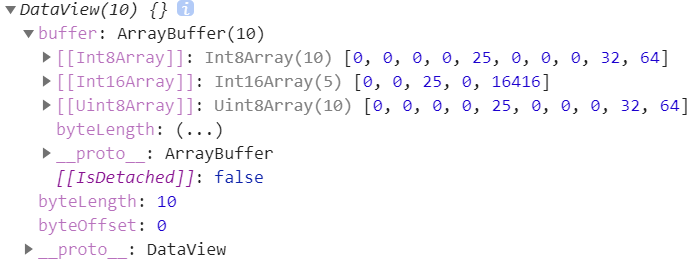 DataView(10) {} i
buffer: ArrayBuffer(10)
[[Int8Array]]: Int8Array(10) [0, 0, 0, 0, 25, 0, 0, 0, 32, 64]
[[Int16Array]]: Int16Array(5) [0, 0, 25, 0, 16416]
[[Uint8Array]]: Uint8Array(10) [0, 0, 0, 0, 25, 0, 0, 0, 32, 64]
byteLength: (...)
__proto__: ArrayBuffer
[[IsDetached]]: false
byteLength: 10
byteOffset: 0
__proto__: DataView